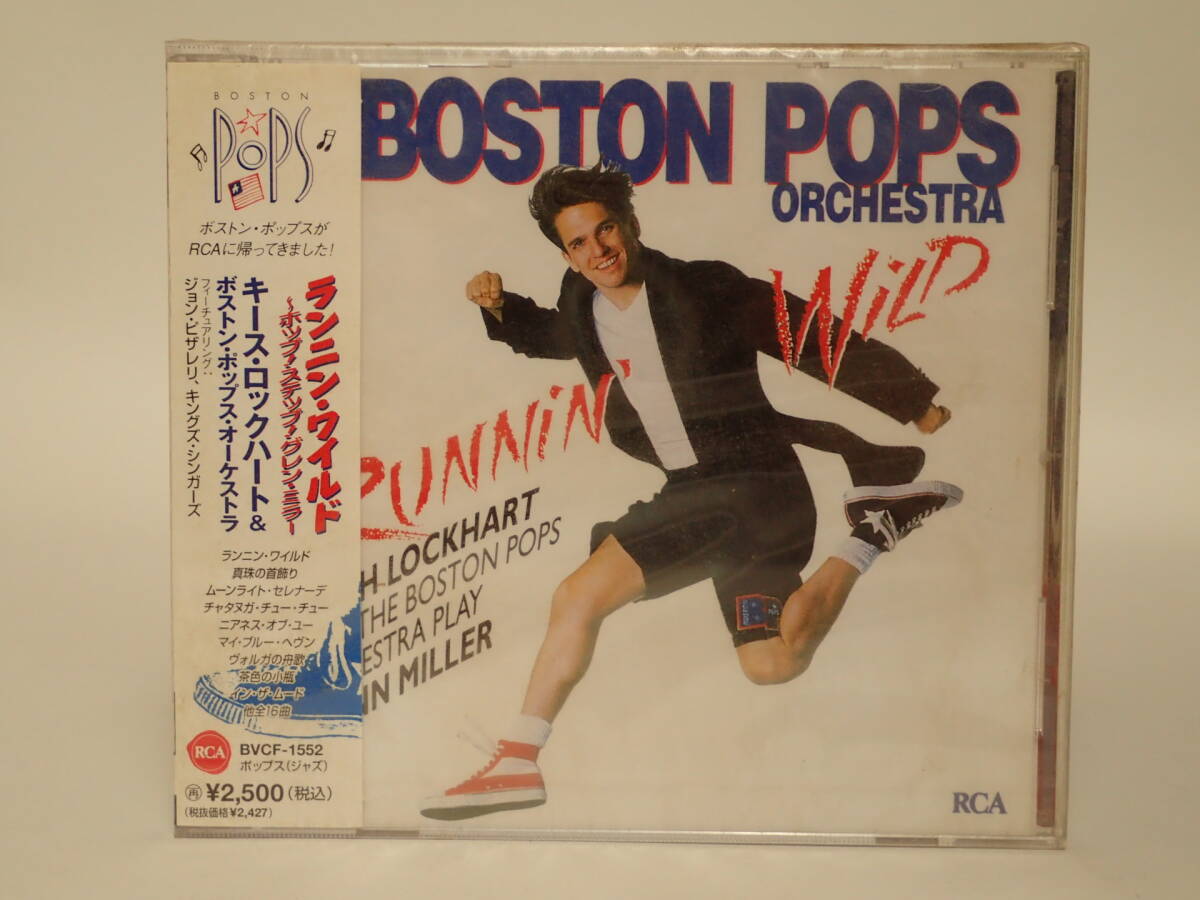 BOSTON
POPS
ボストン・ポップスが
RCAに帰ってきました!
ランニン・ワイルド
~ホップ!ステップ!グレン・ミラー
キース・ロックハート&
ボストン・ポップス・オーケストラ
フィーチュアリング:
ジョン・ピザレリ、キングズ・シンガーズ
ランニン・ワイルド
真珠の首飾り
ムーンライト・セレナーデ
チャタヌガ・チュー・チュー
ニアネス・オブ・ユー
マイ・ブルー・ヘヴン
ヴォルガの舟歌
茶色の小瓶
イン・ザ・ムード
他全16曲
RCA
BVCF-1552
ポップス(ジャズ)
再 ¥2,500(税込)
(税抜価格¥2,427)
BOSTON POPS
ORCHESTRA
RUNNIN'
WILD
H LOCKHART
THE BOSTON POPS
ESTRA PLAY
N MILLER
RCA